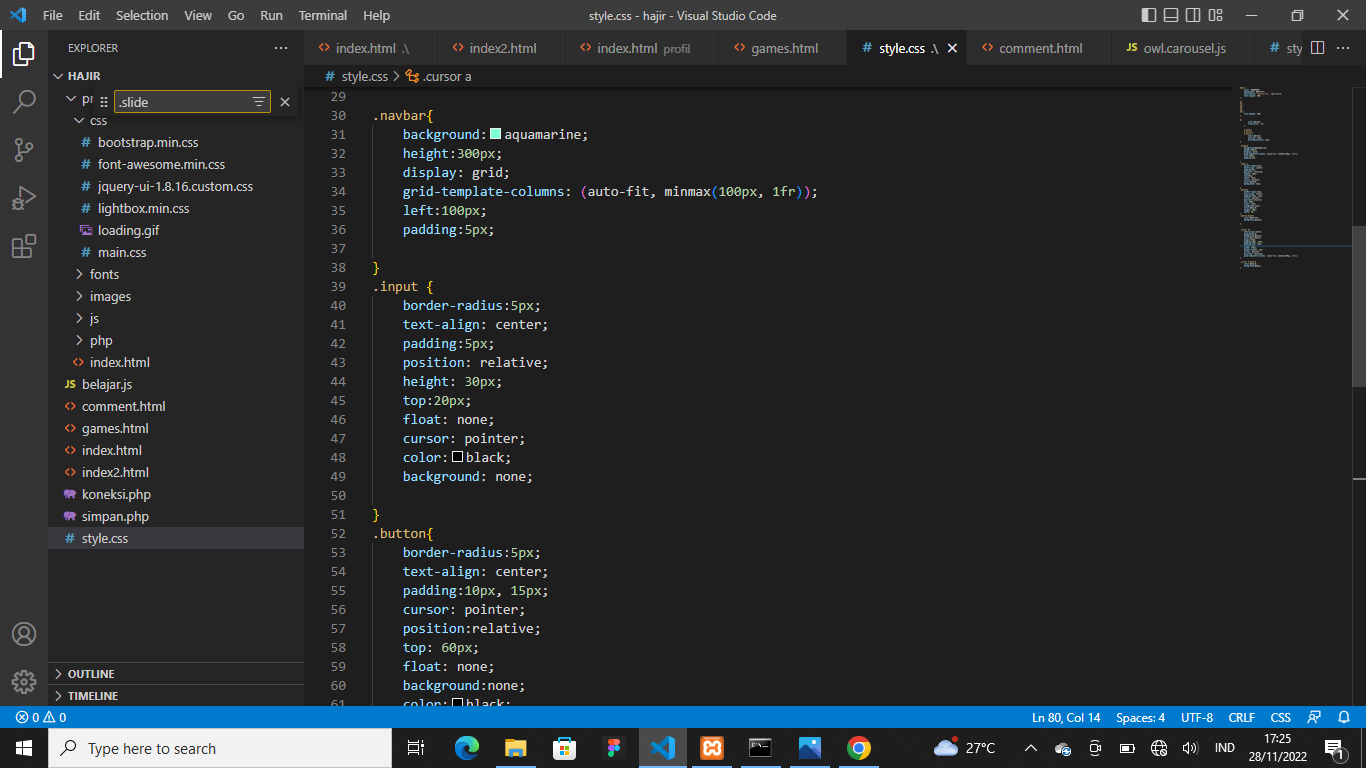 File Edit Selection View Go Run Terminal Help style.css - hajir - Visual Studio Code
EXPLORER
index.html .\ index2.html index.html profil games.html style.css .\ comment.html JS owl.carousel.js # sty
# style.css > .cursor a
HAJIR
pr
.slide
css
# bootstrap.min.css
# font-awesome.min.css
# jquery-ui-1.8.16.custom.css
# lightbox.min.css
loading.gif
# main.css
fonts
images
js
php
index.html
JS belajar.js
comment.html
games.html
index.html
index2.html
koneksi.php
simpan.php
# style.css
OUTLINE
TIMELINE
29
30 .navbar{
31 background: aquamarine;
32 height:300px;
33 display: grid;
34 grid-template-columns: (auto-fit, minmax(100px, 1fr));
35 left:100px;
36 padding:5px;
37
38 }
39 .input {
40 border-radius:5px;
41 text-align: center;
42 padding:5px;
43 position: relative;
44 height: 30px;
45 top:20px;
46 float: none;
47 cursor: pointer;
48 color: black;
49 background: none;
50
51 }
52 .button{
53 border-radius:5px;
54 text-align: center;
55 padding:10px, 15px;
56 cursor: pointer;
57 position:relative;
58 top: 60px;
59 float: none;
60 background:none;
61 color: black;
0 0 Ln 80, Col 14 Spaces: 4 UTF-8 CRLF CSS
Type here to search 27°C IND 17:25
28/11/2022 1